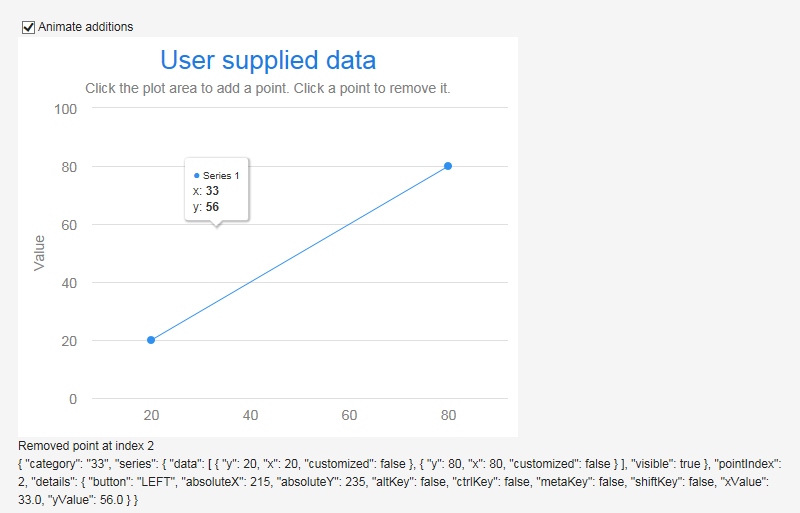 Animate additions
User supplied data
Click the plot area to add a point. Click a point to remove it.
100
80
60
40
20
0
Value
● Series 1
x: 33
y: 56
20
40
60
80
Removed point at index 2
{ "category": "33", "series": { "data": [ { "y": 20, "x": 20, "customized": false }, { "y": 80, "x": 80, "customized": false } ], "visible": true }, "pointIndex":
2, "details": { "button": "LEFT", "absoluteX": 215, "absoluteY": 235, "altKey": false, "ctrlKey": false, "metaKey": false, "shiftKey": false, "xValue":
33.0, "yValue": 56.0 } }